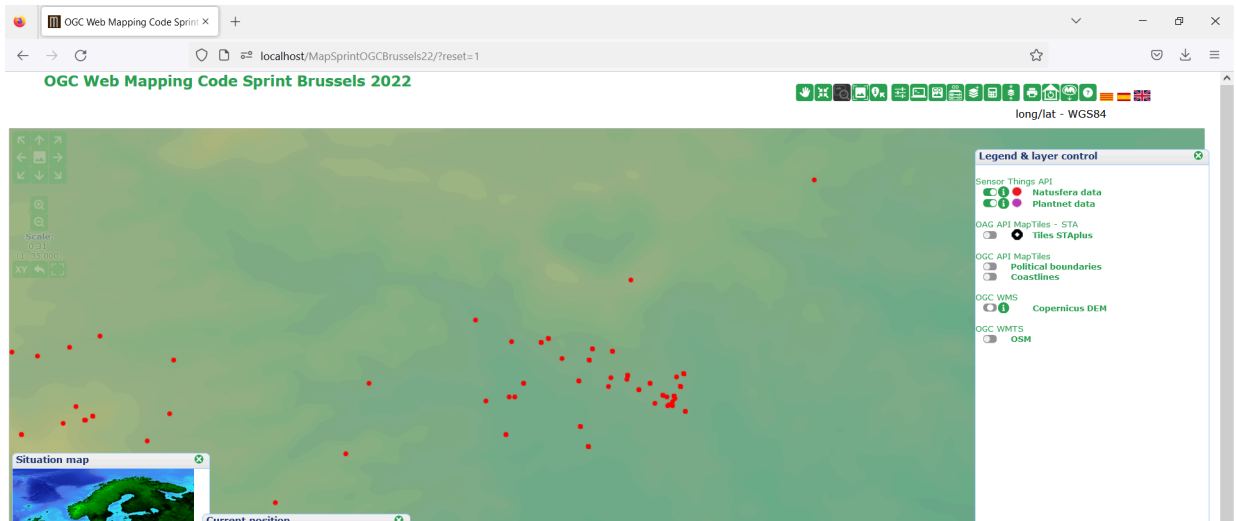 OGC Web Mapping Code Sprint
localhost/MapSprintOGCBrussels22/?reset=1
OGC Web Mapping Code Sprint Brussels 2022
long/lat - WGS84
Legend & layer control
Sensor Things API
Natusfera data
Plantnet data
OAG API MapTiles - STA
Tiles STAplus
OGC API MapTiles
Political boundaries
Coastlines
OGC WMS
Copernicus DEM
OGC WMTS
OSM
Scale:
XY
Situation map
Current position